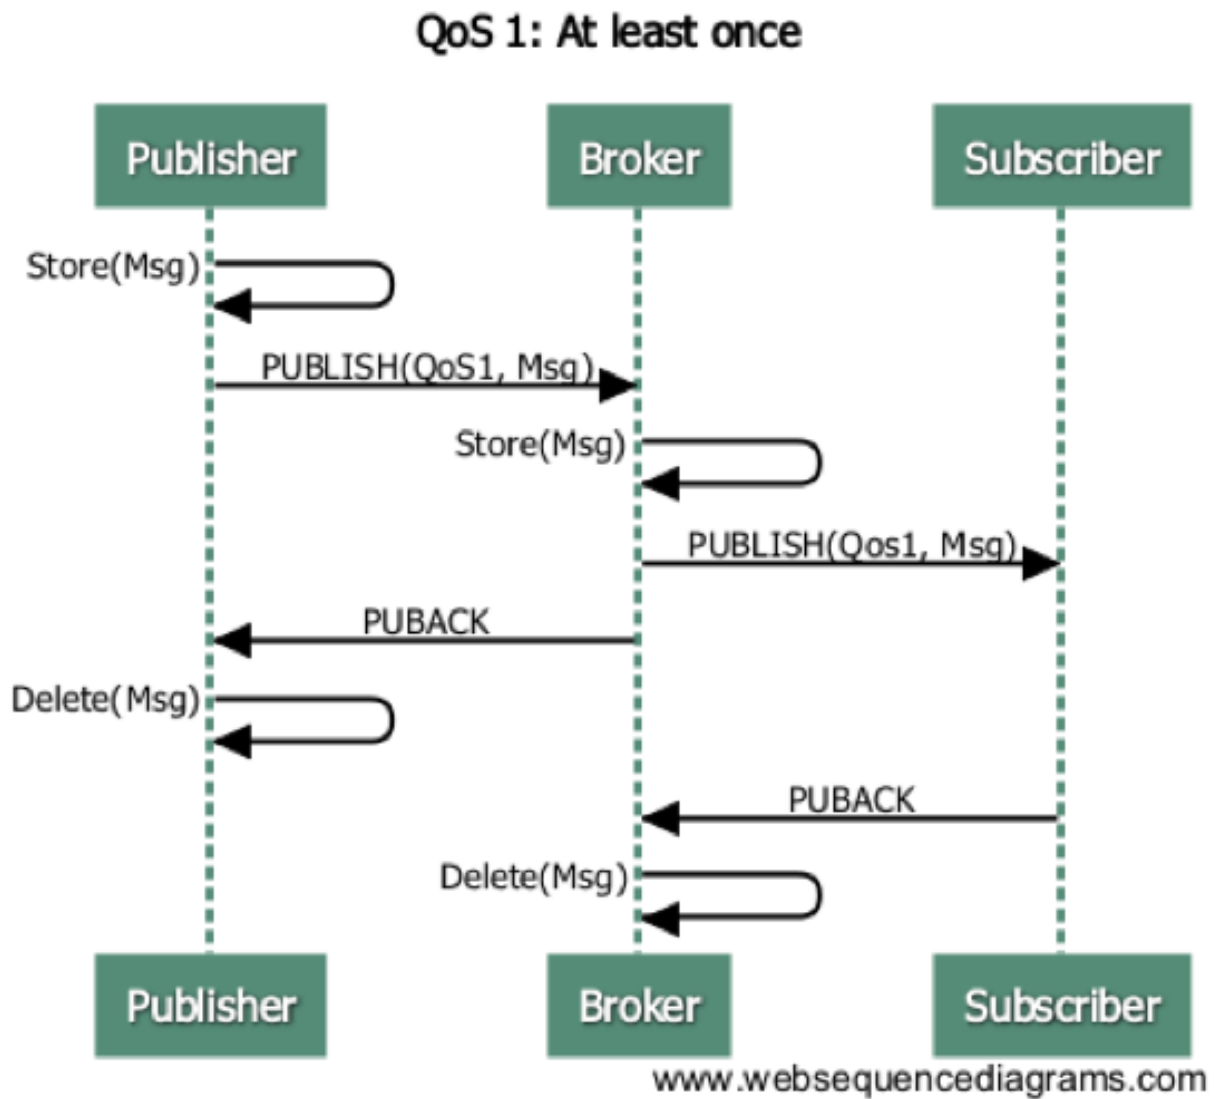 QoS 1: At least once
Publisher
Broker
Subscriber
Store(Msg)
PUBLISH(QoS1, Msg)
Store(Msg)
PUBLISH(Qos1, Msg)
PUBACK
Delete(Msg)
PUBACK
Delete(Msg)
Publisher
Broker
Subscriber
www.websequencediagrams.com